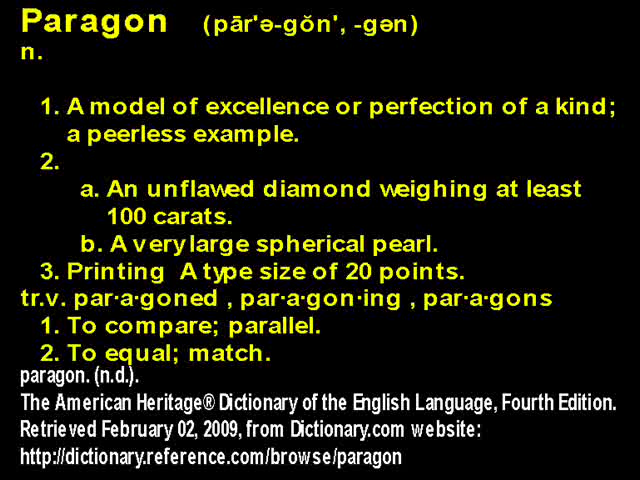 Paragon (pār'ə-gŏn', -gən)
n.
1. A model of excellence or perfection of a kind;
a peerless example.
2.
a. An unflawed diamond weighing at least
100 carats.
b. A very large spherical pearl.
3. Printing A type size of 20 points.
tr.v. par·a·goned , par·a·gon·ing , par·a·gons
1. To compare; parallel.
2. To equal; match.
paragon. (n.d.).
The American Heritage® Dictionary of the English Language, Fourth Edition.
Retrieved February 02, 2009, from Dictionary.com website:
http://dictionary.reference.com/browse/paragon